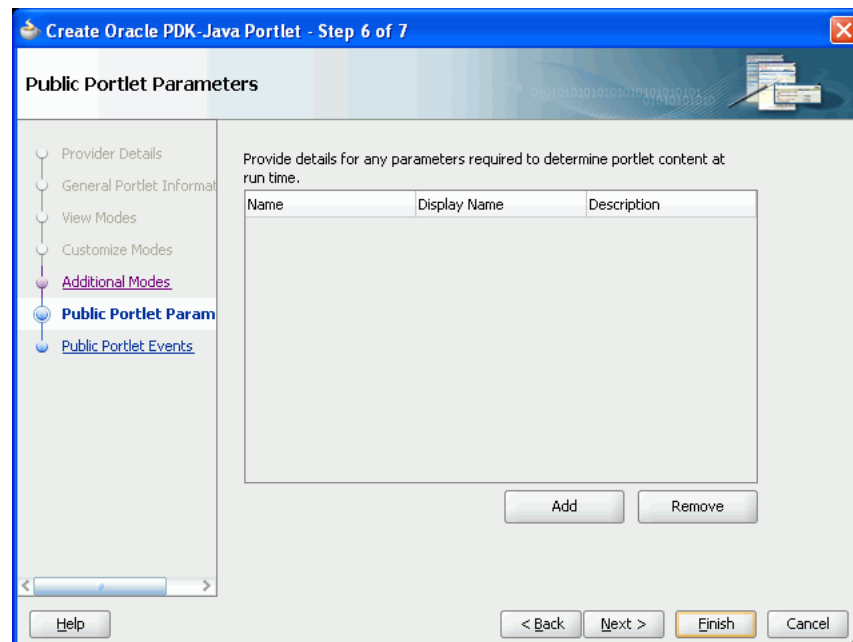 Create Oracle PDK-Java Portlet - Step 6 of 7
Public Portlet Parameters
Provider Details
General Portlet Informat
View Modes
Customize Modes
Additional Modes
Public Portlet Param
Public Portlet Events
Provide details for any parameters required to determine portlet content at
run time.
Name Display Name Description
Add Remove
Help < Back Next > Finish Cancel